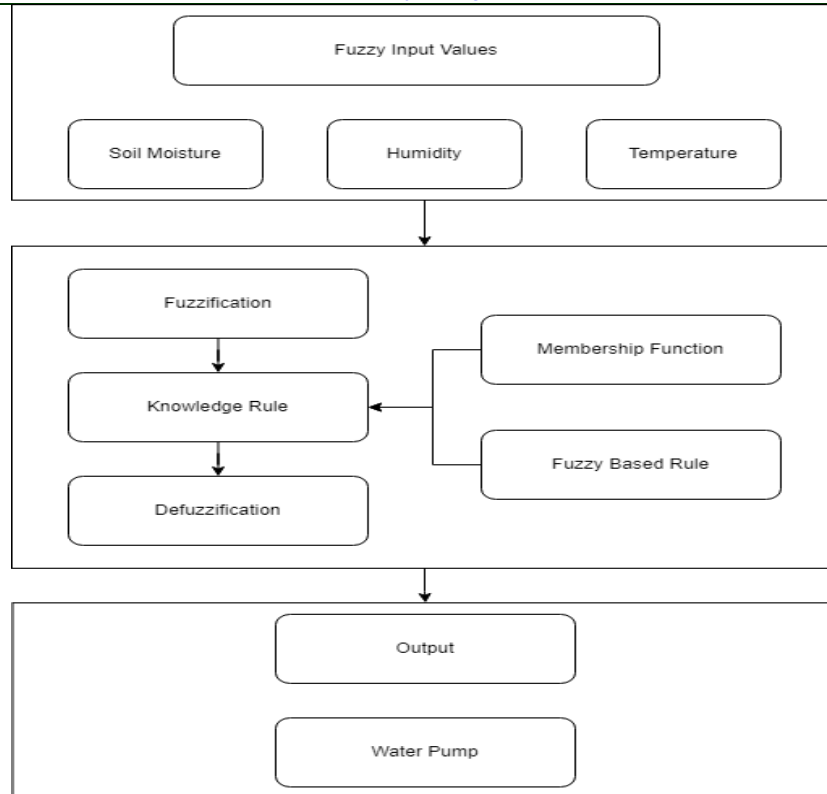 Fuzzy Input Values
Soil Moisture
Humidity
Temperature
Fuzzification
Membership Function
Knowledge Rule
Fuzzy Based Rule
Defuzzification
Output
Water Pump